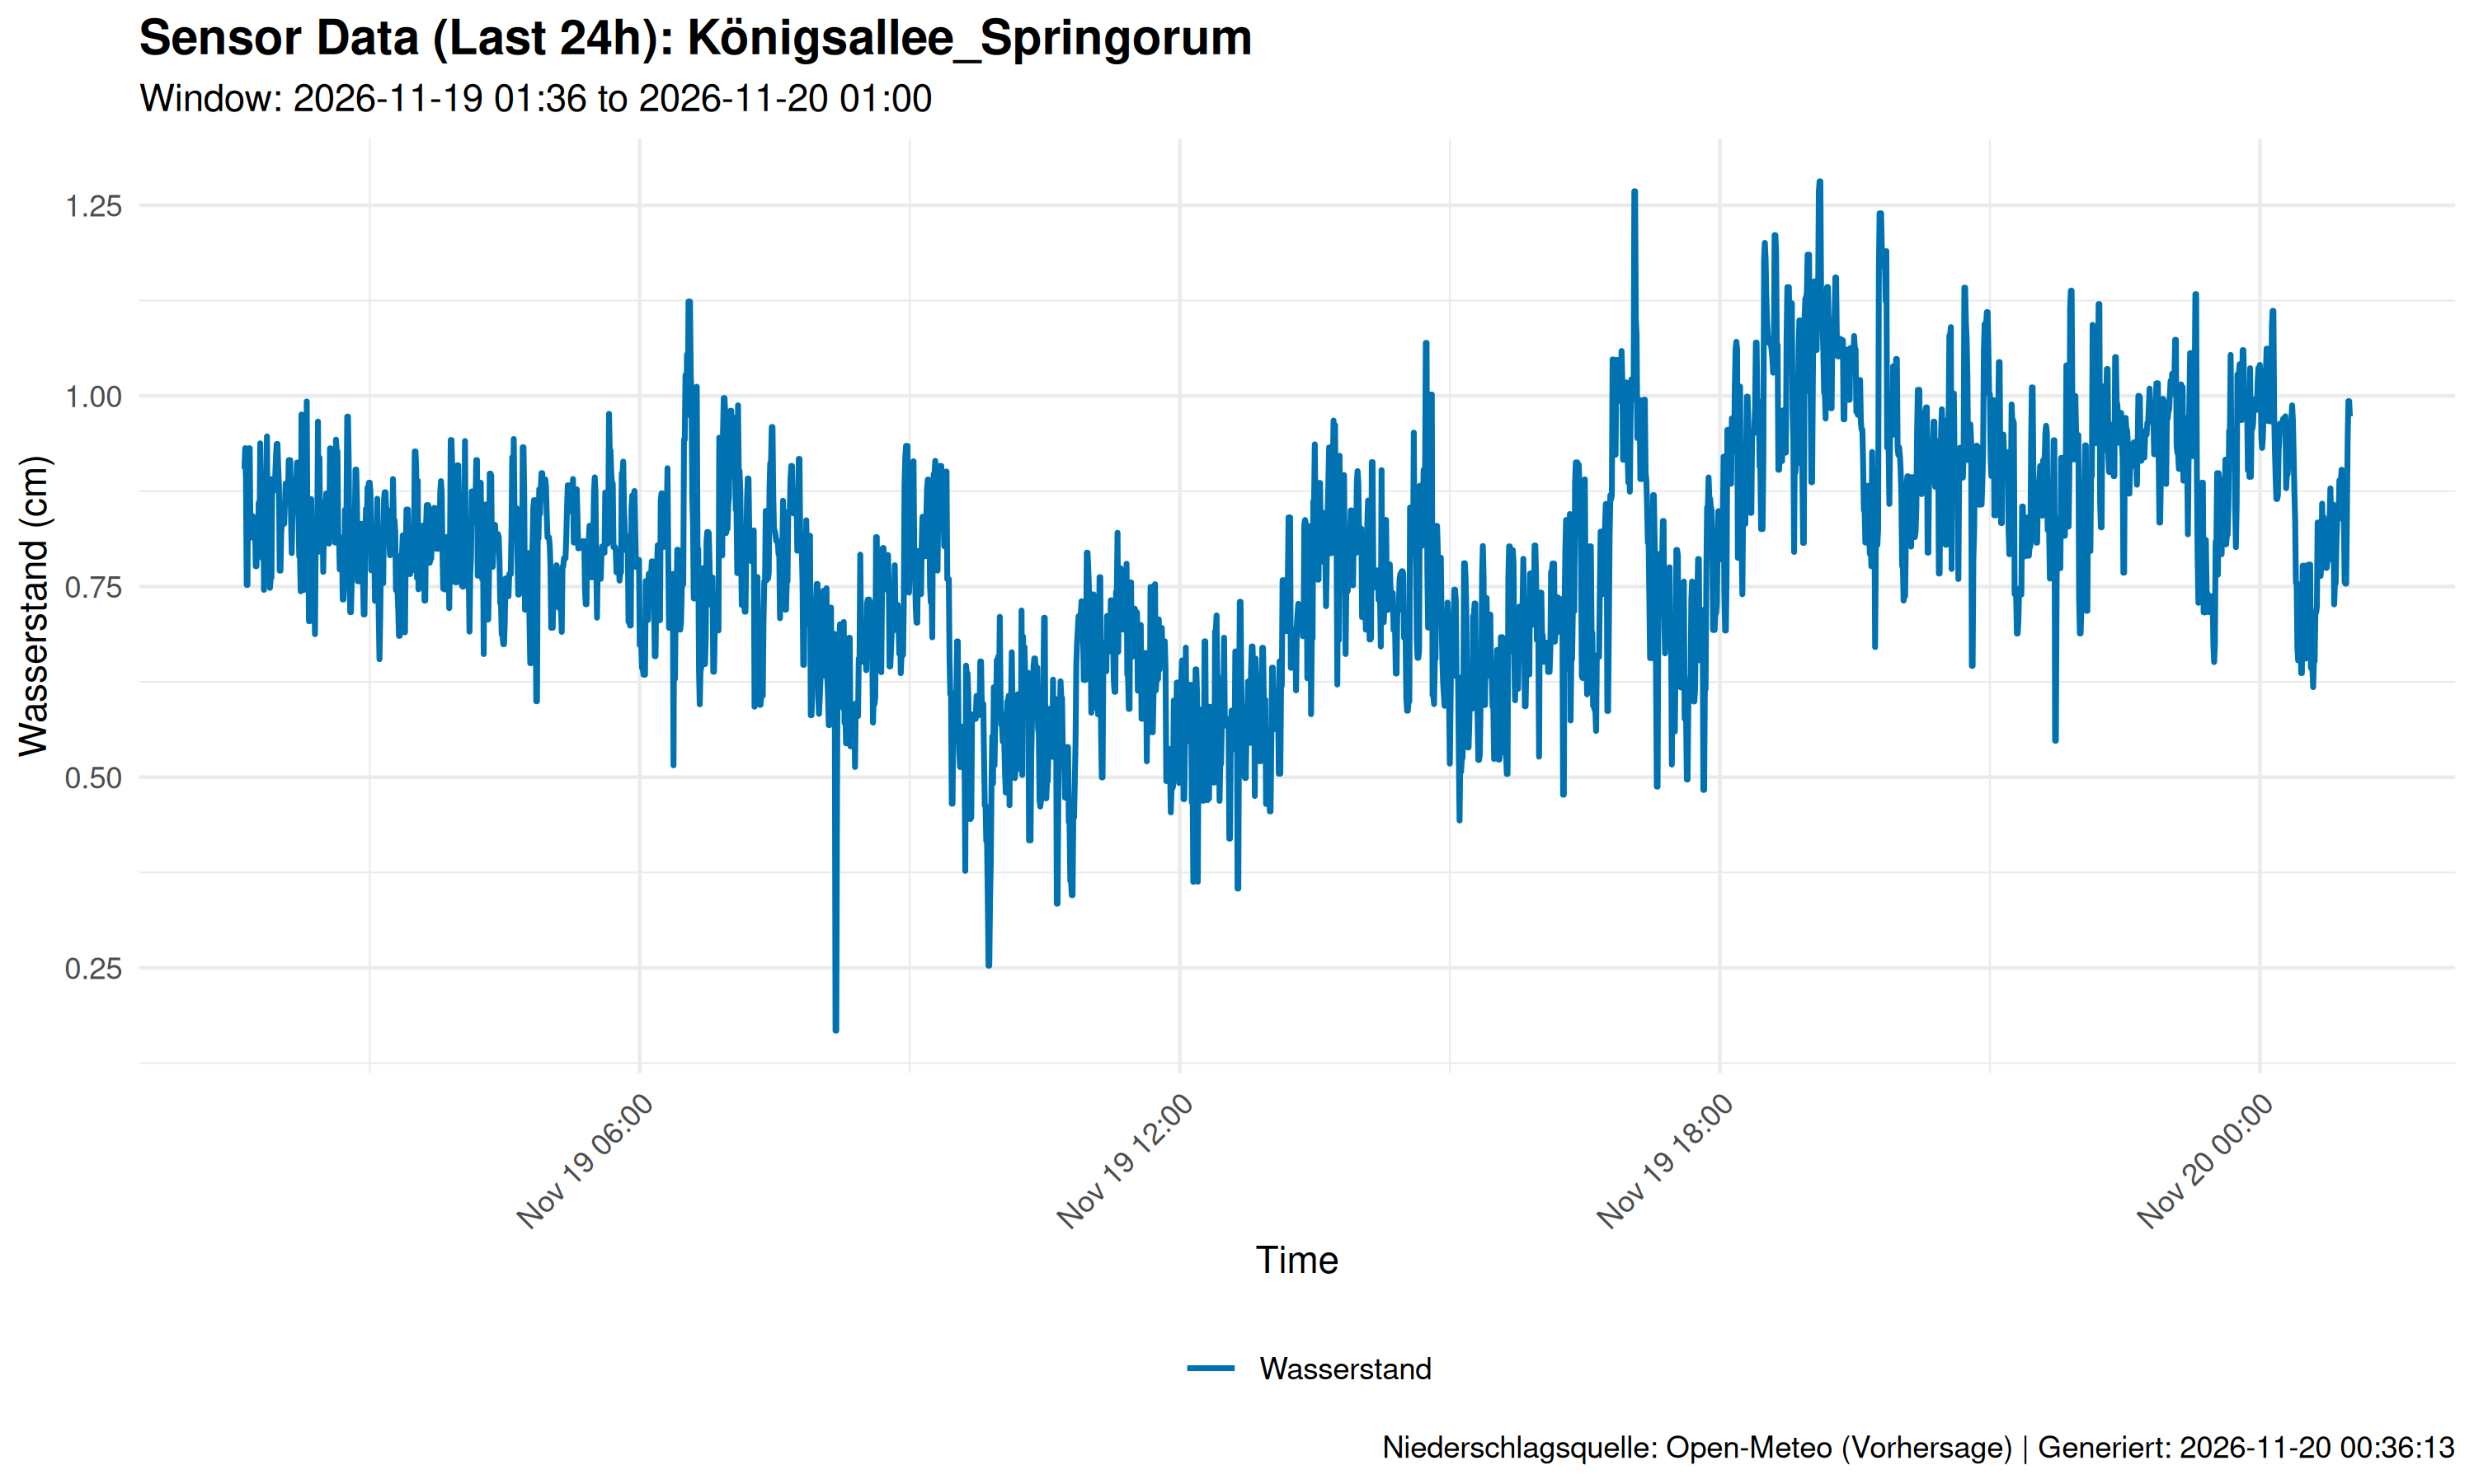 Sensor Data (Last 24h): Königsallee_Springorum
Window: 2026-11-19 01:36 to 2026-11-20 01:00
Wasserstand (cm)
1.25
1.00
0.75
0.50
0.25
Nov 19 06:00
Nov 19 12:00
Nov 19 18:00
Nov 20 00:00
Time
Wasserstand
Niederschlagsquelle: Open-Meteo (Vorhersage) | Generiert: 2026-11-20 00:36:13